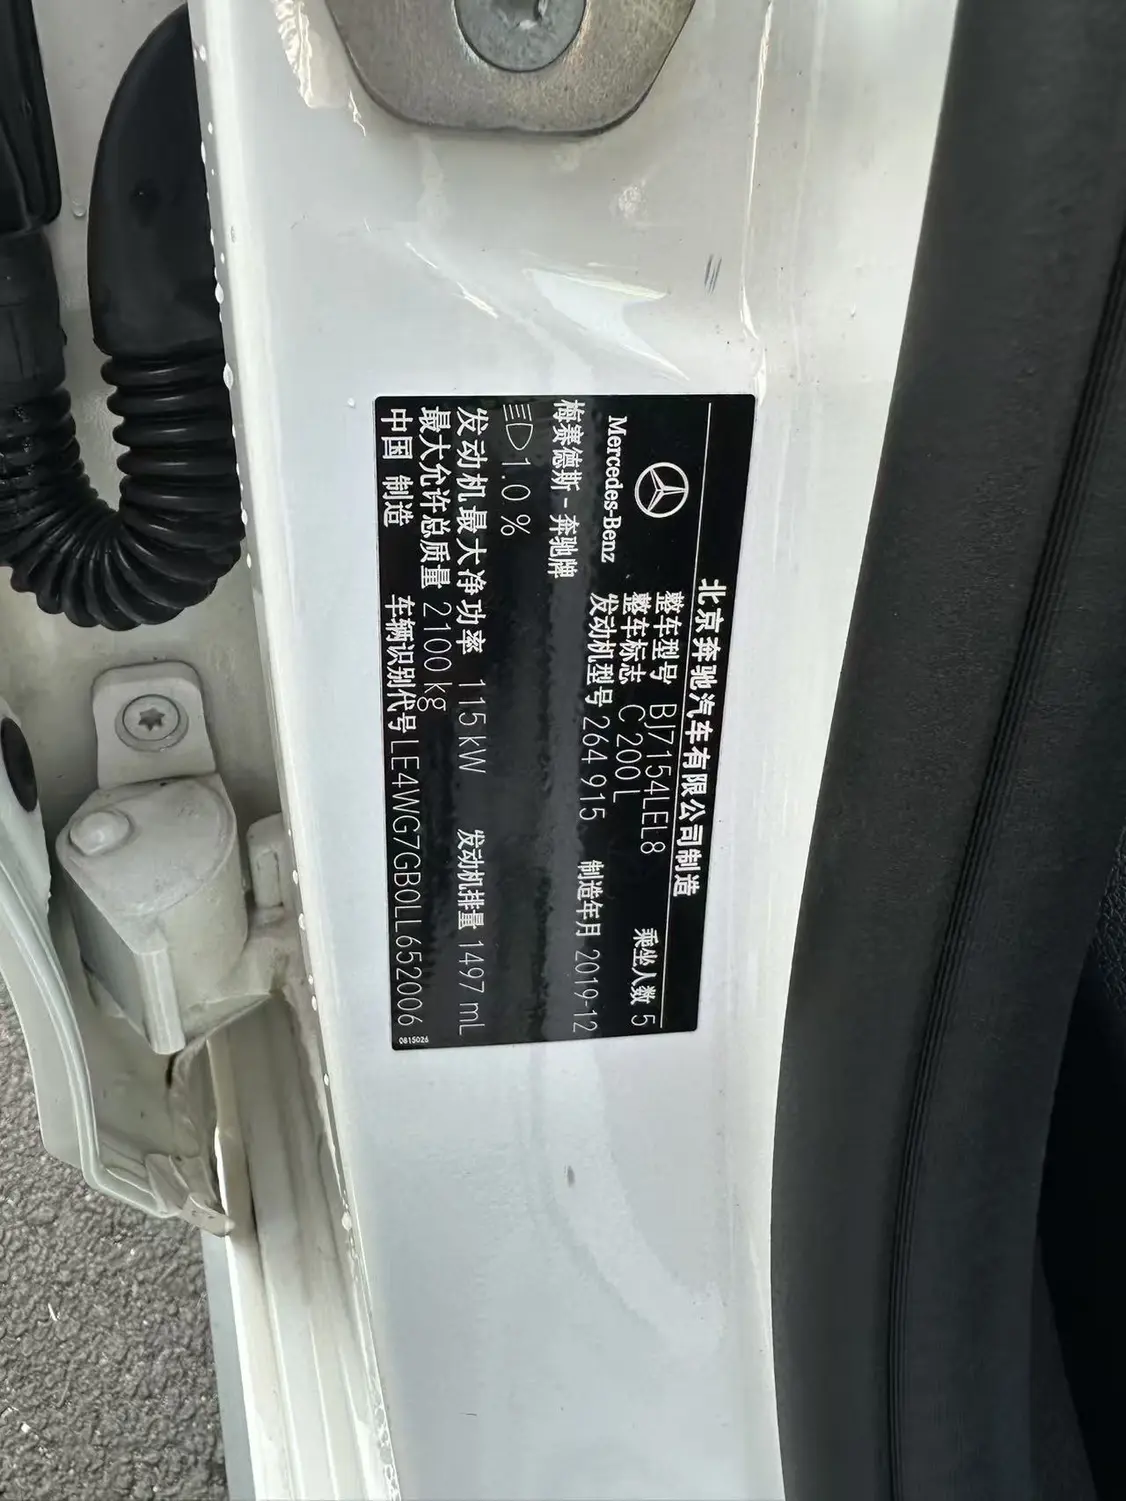 北京奔驰汽车有限公司制造
Mercedes-Benz
梅赛德斯-奔驰牌
整车型号 BJ7154LEL8
整车标志 C 200 L 乘坐人数 5
发动机型号 264 915 制造年月 2019-12
1.0 %
发动机最大净功率 115 kW 发动机排量 1497 mL
最大允许总质量 2100 kg
中国 制造 车辆识别代号 LE4WG7GB0LL652006
0815026